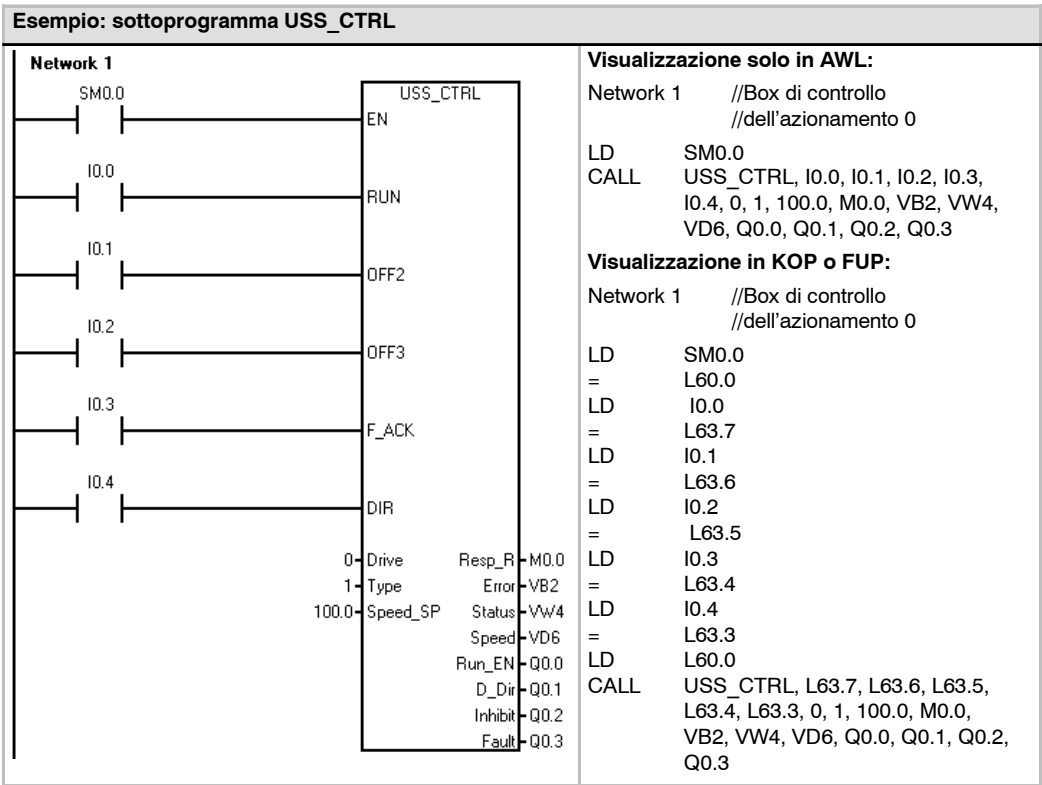 Esempio: sottoprogramma USS_CTRL
Network 1
SM0.0
USS_CTRL
EN
I0.0
RUN
I0.1
OFF2
I0.2
OFF3
I0.3
F_ACK
I0.4
DIR
0 Drive Resp_R M0.0
1 Type Error VB2
100.0 Speed_SP Status VW4
Speed VD6
Run_EN Q0.0
D_Dir Q0.1
Inhibit Q0.2
Fault Q0.3
Visualizzazione solo in AWL:
Network 1 //Box di controllo
//dell'azionamento 0
LD SM0.0
CALL USS_CTRL, I0.0, I0.1, I0.2, I0.3,
I0.4, 0, 1, 100.0, M0.0, VB2, VW4,
VD6, Q0.0, Q0.1, Q0.2, Q0.3
Visualizzazione in KOP o FUP:
Network 1 //Box di controllo
//dell'azionamento 0
LD SM0.0
= L60.0
LD I0.0
= L63.7
LD I0.1
= L63.6
LD I0.2
= L63.5
LD I0.3
= L63.4
LD I0.4
= L63.3
LD L60.0
CALL USS_CTRL, L63.7, L63.6, L63.5,
L63.4, L63.3, 0, 1, 100.0, M0.0,
VB2, VW4, VD6, Q0.0, Q0.1, Q0.2,
Q0.3